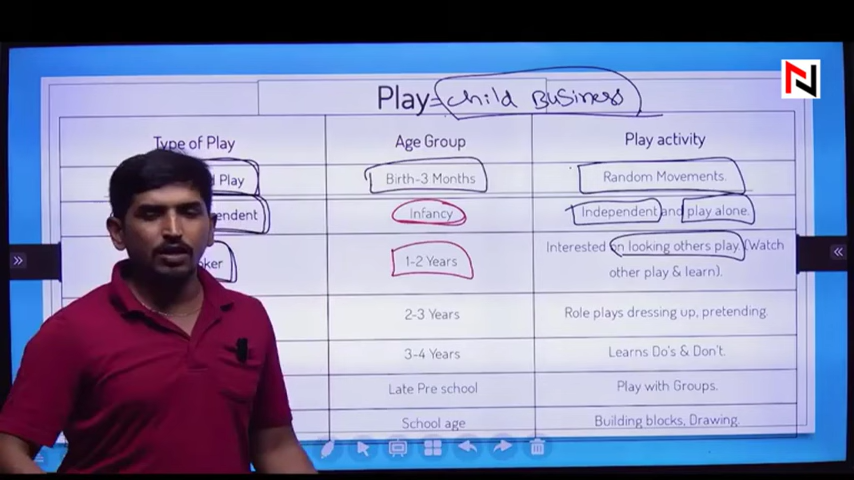 Play=child Business
Type of Play Age Group Play activity
Play Birth-3 Months Random Movements.
Infancy Independent and play alone.
1-2 Years Interested on looking others play. (Watch
other play & learn).
2-3 Years Role plays dressing up, pretending.
3-4 Years Learns Do's & Don't.
Late Pre school Play with Groups.
School age Building blocks, Drawing.